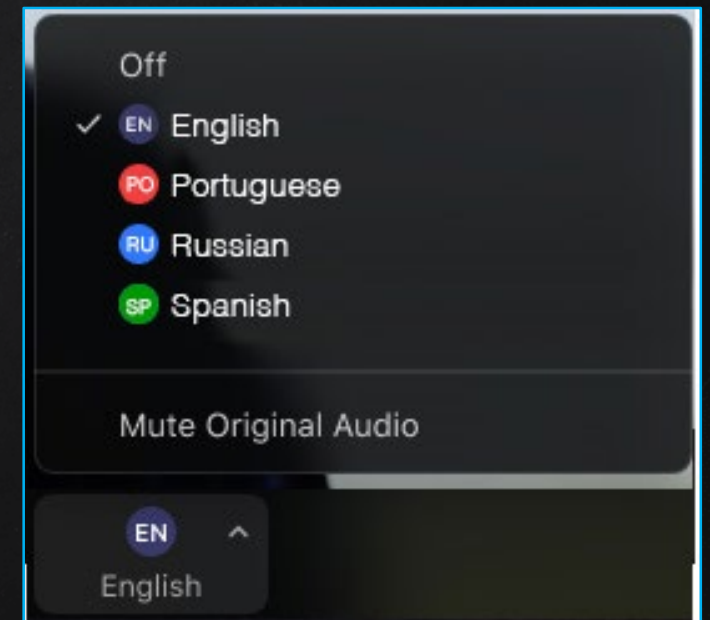 Off
EN English
PO Portuguese
RU Russian
SP Spanish
Mute Original Audio
EN
English